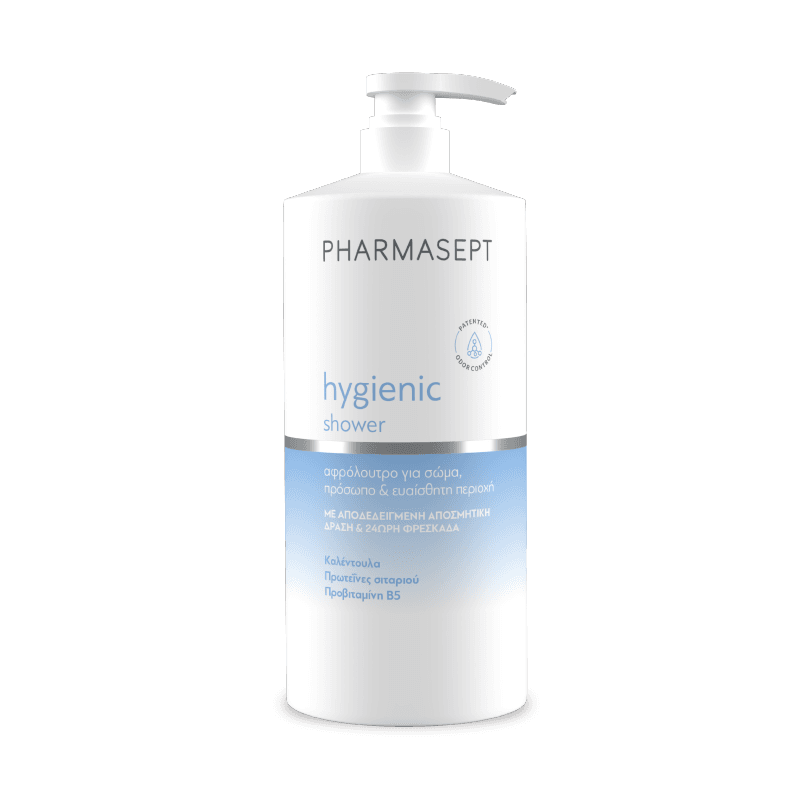 PHARMASEPT
PATENTED*
ODOR CONTROL
hygienic
shower
αφρόλουτρο για σώμα,
πρόσωπο & ευαίσθητη περιοχή
ΜΕ ΑΠΟΔΕΔΕΙΓΜΕΝΗ ΑΠΟΣΜΗΤΙΚΗ
ΔΡΑΣΗ & 24ΩΡΗ ΦΡΕΣΚΑΔΑ
Καλέντουλα
Πρωτεΐνες σιταριού
Προβιταμίνη B5